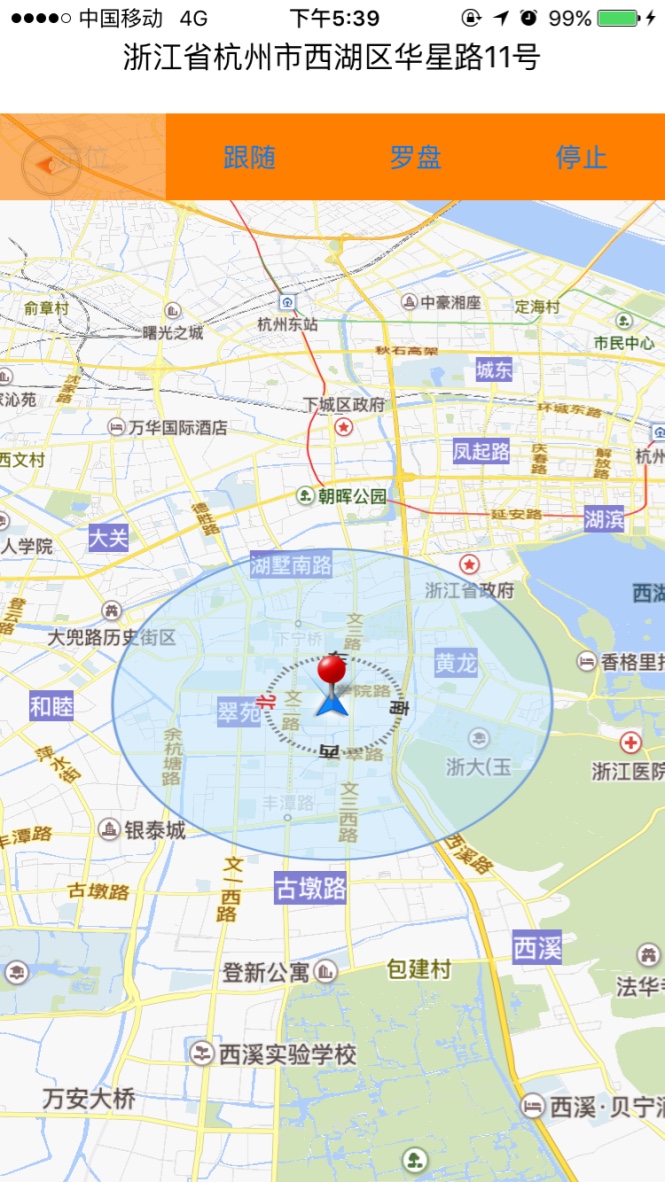 中国移动 4G 下午5:39 99%
浙江省杭州市西湖区华星路11号
定位 跟随 罗盘 停止
俞章村
曙光之城
杭州东站
中豪湘座
定海村
市民中心
秋石高架
沈家路
城东
沁苑
下城区政府
环城东路
万华国际酒店
凤起路
庆春路
解放路
杭州
西文村
朝晖公园
德胜路
延安路
湖滨
大关
人学院
湖墅南路
浙江省政府
西湖
登云路
大兜路历史街区
下宁桥
文三路
黄龙
香格里拉
东
学院路
和睦
翠苑
北
文二路
南
余杭塘路
西
翠路
浙大(玉
浙江医院
萍水街
丰潭路
文三西路
丰潭路
银泰城
西溪路
古墩路
文一西路
古墩路
西溪
登新公寓
包建村
法华寺
西溪实验学校
万安大桥
西溪·贝宁酒